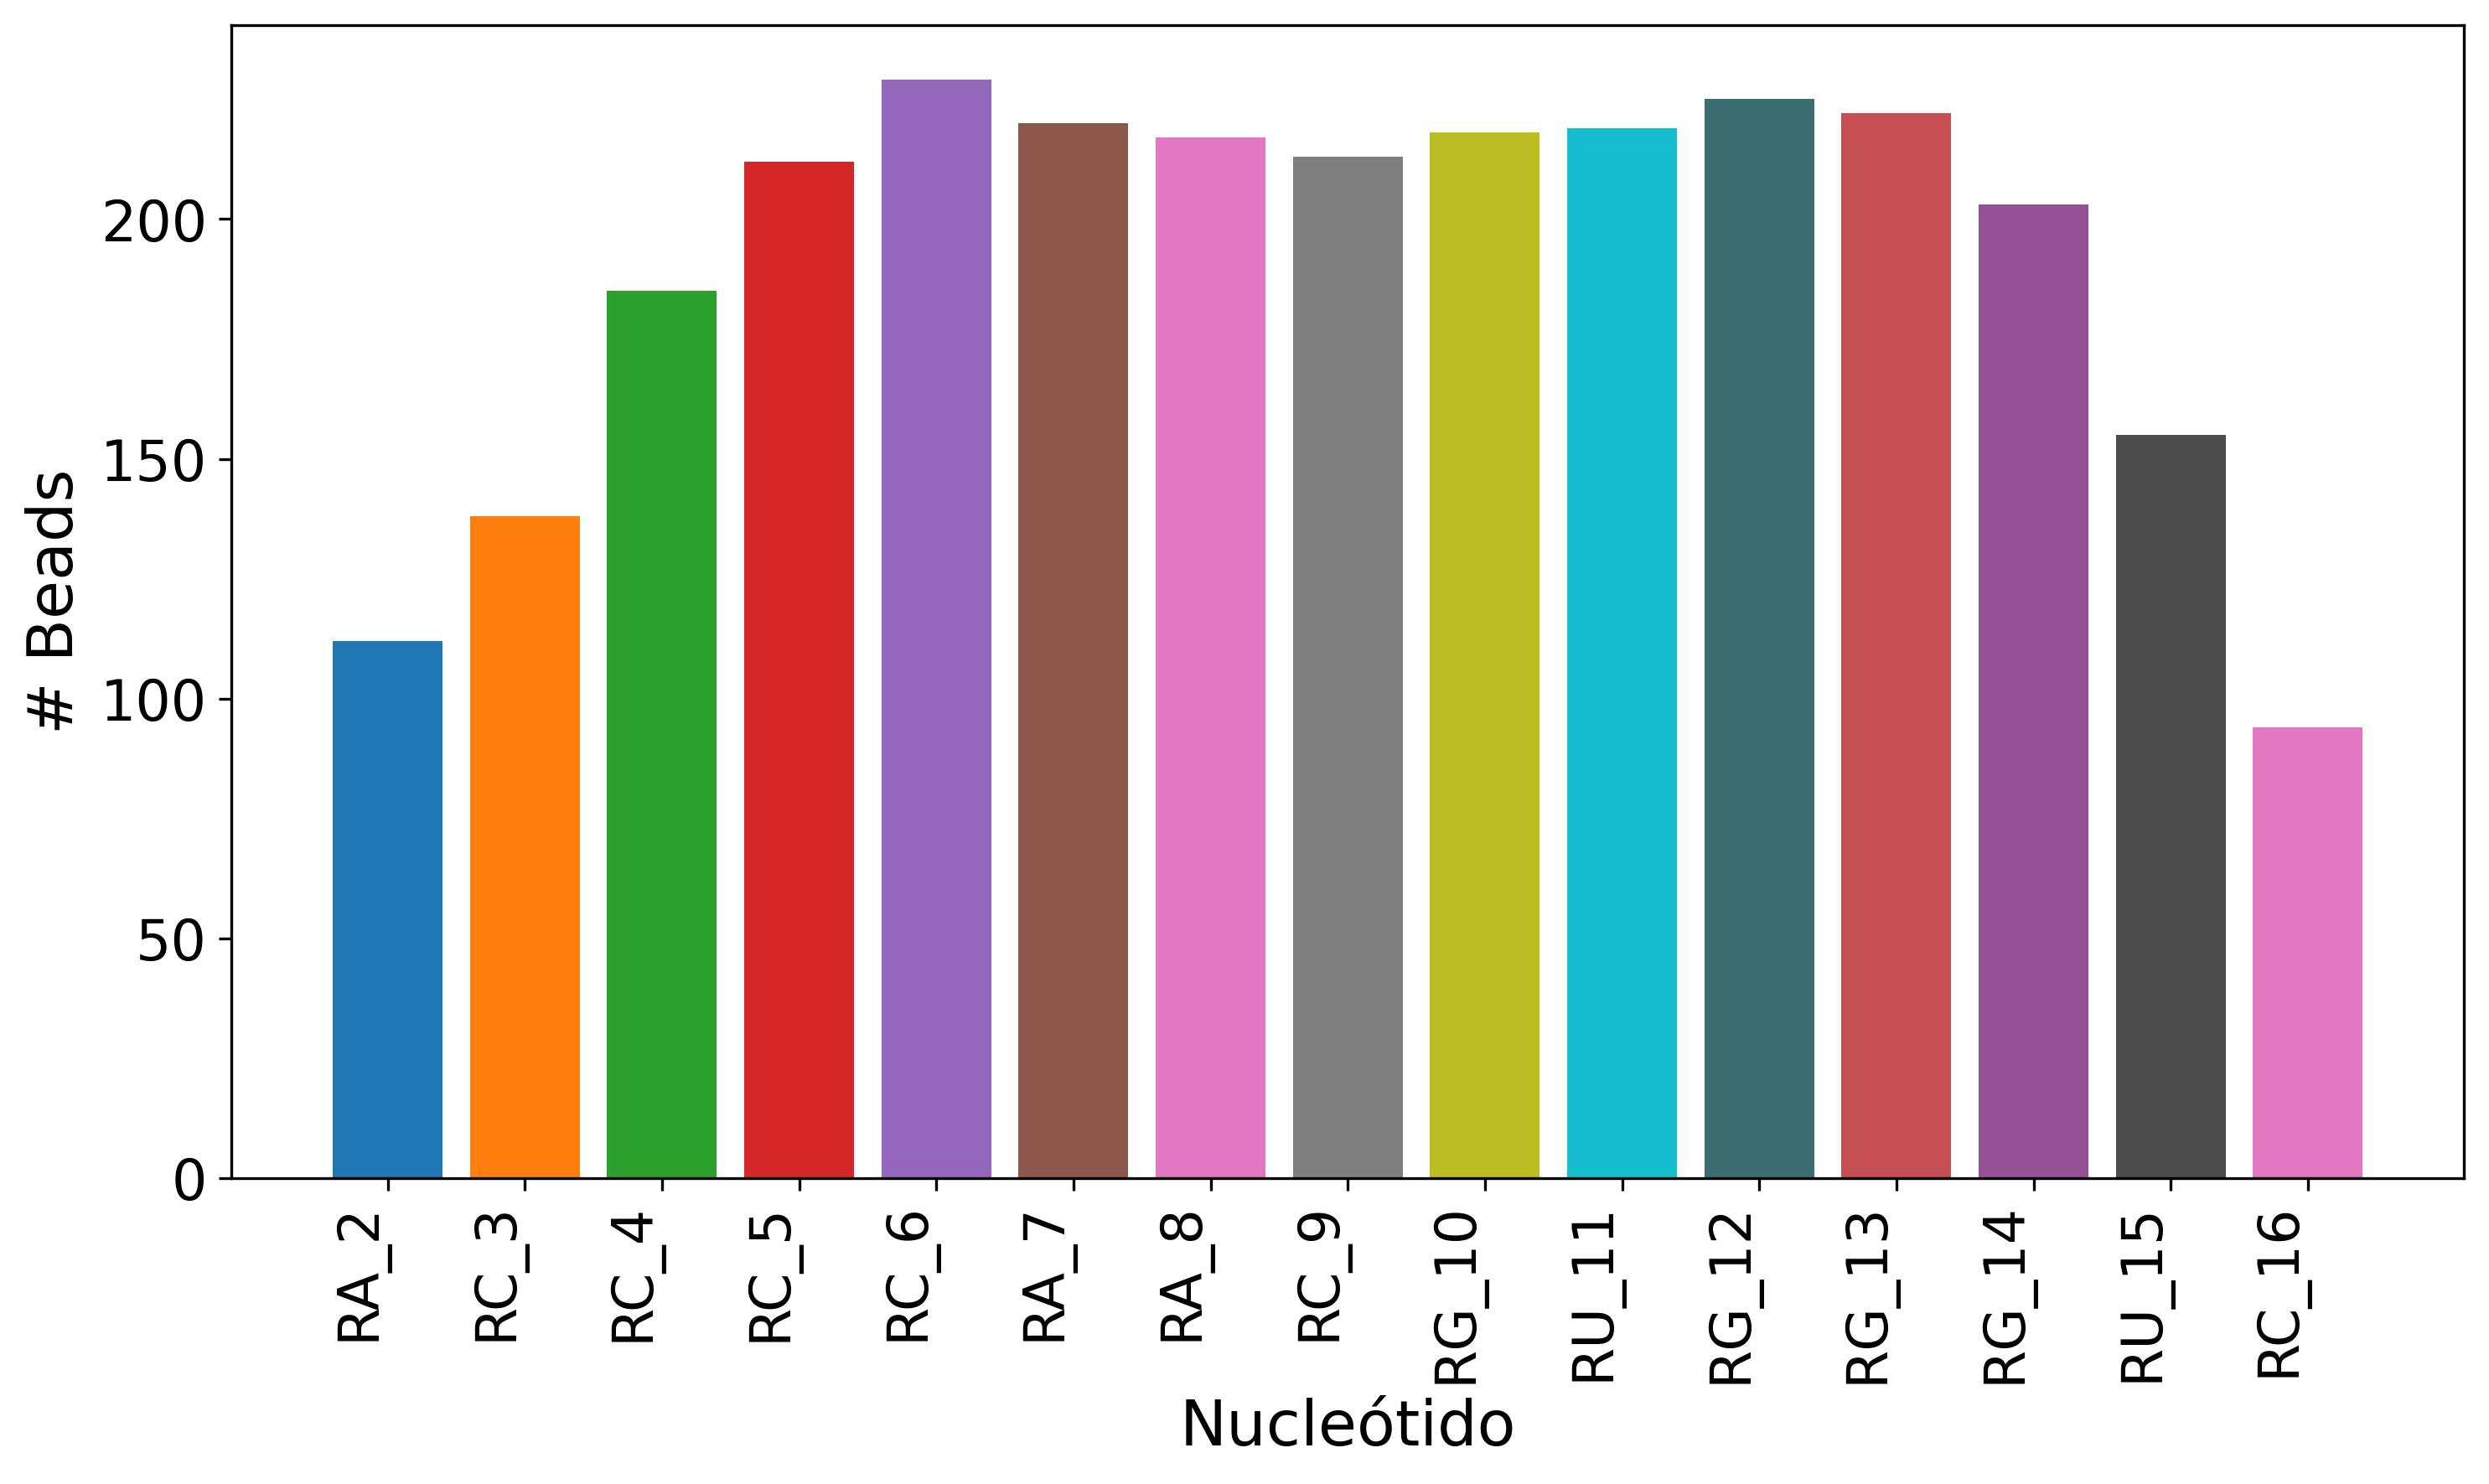 # Beads
200
150
100
50
0
RA_2
RC_3
RC_4
RC_5
RC_6
RA_7
RA_8
RC_9
RG_10
RU_11
RG_12
RG_13
RG_14
RU_15
RC_16
Nucleótido